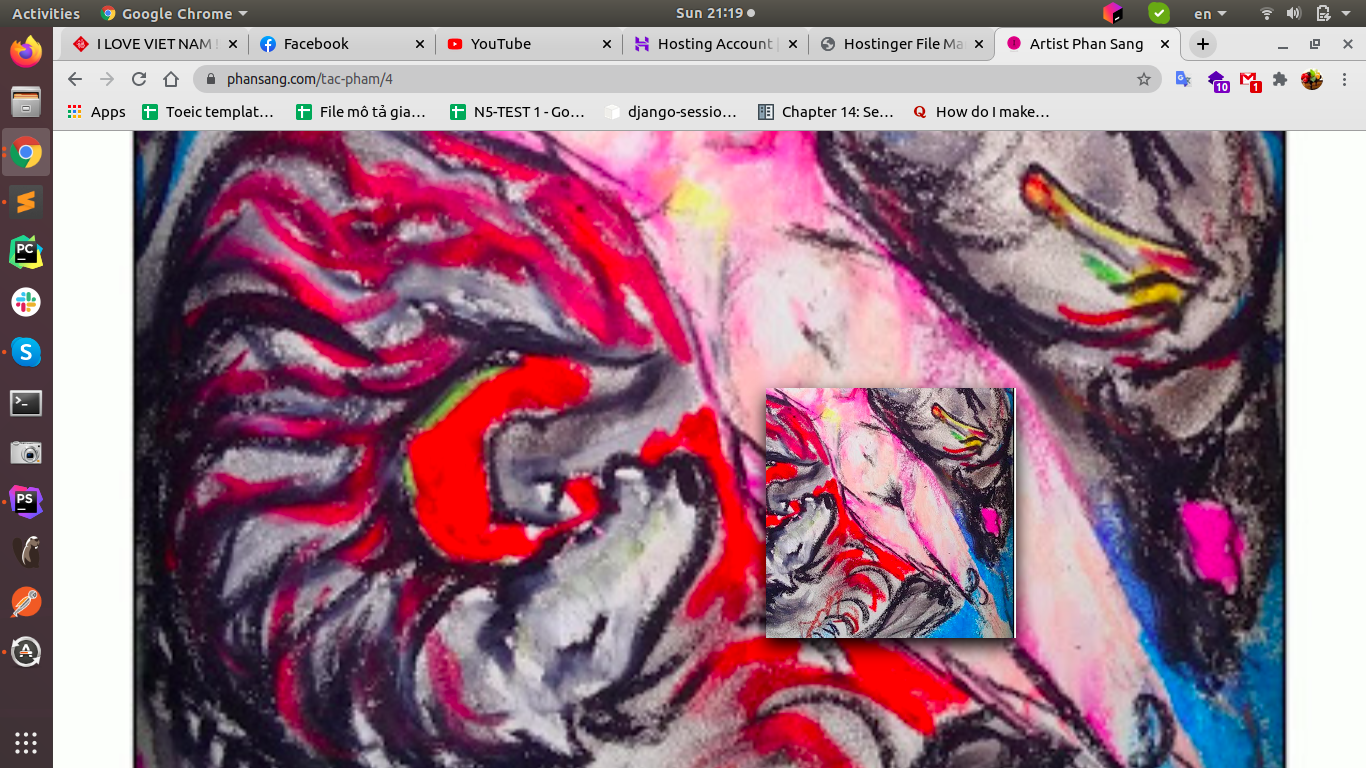 Activities Google Chrome Sun 21:19 en
I LOVE VIET NAM Facebook YouTube Hosting Account | Hostinger File Ma Artist Phan Sang
phansang.com/tac-pham/4 10 1
Apps Toeic templat... File mô tả gia... N5-TEST 1 - Go... django-sessio... Chapter 14: Se... How do I make...
PC
S
PS
A